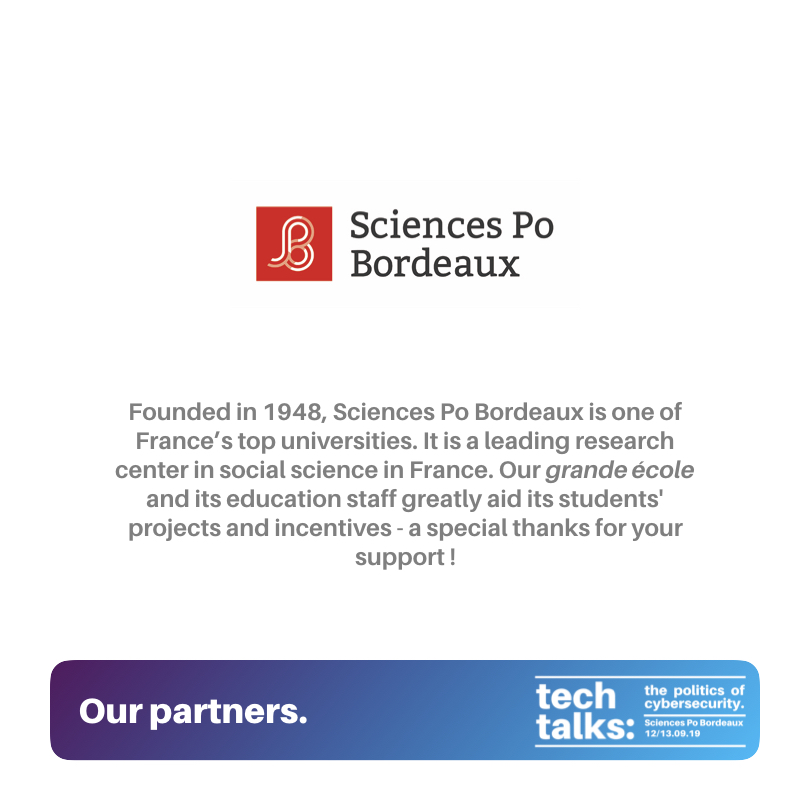 Sciences Po
Bordeaux
Founded in 1948, Sciences Po Bordeaux is one of
France’s top universities. It is a leading research
center in social science in France. Our grande école
and its education staff greatly aid its students'
projects and incentives - a special thanks for your
support !
Our partners.
tech
talks:
the politics of
cybersecurity.
Sciences Po Bordeaux
12/13.09.19